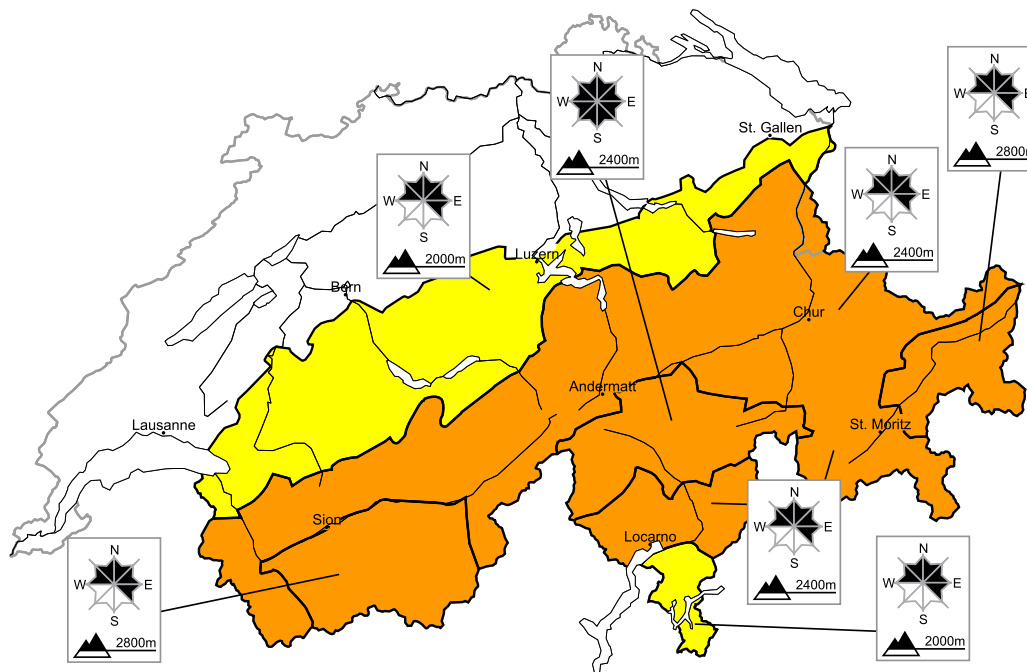 N
W E
S
2400m
N
W E
S
2800m
St. Gallen
N
W E
S
2000m
N
W E
S
2400m
Luzern
Bern
Chur
Andermatt
Lausanne
St. Moritz
N
W E
S
2400m
Sion
Locarno
N
W E
S
2800m
N
W E
S
2000m